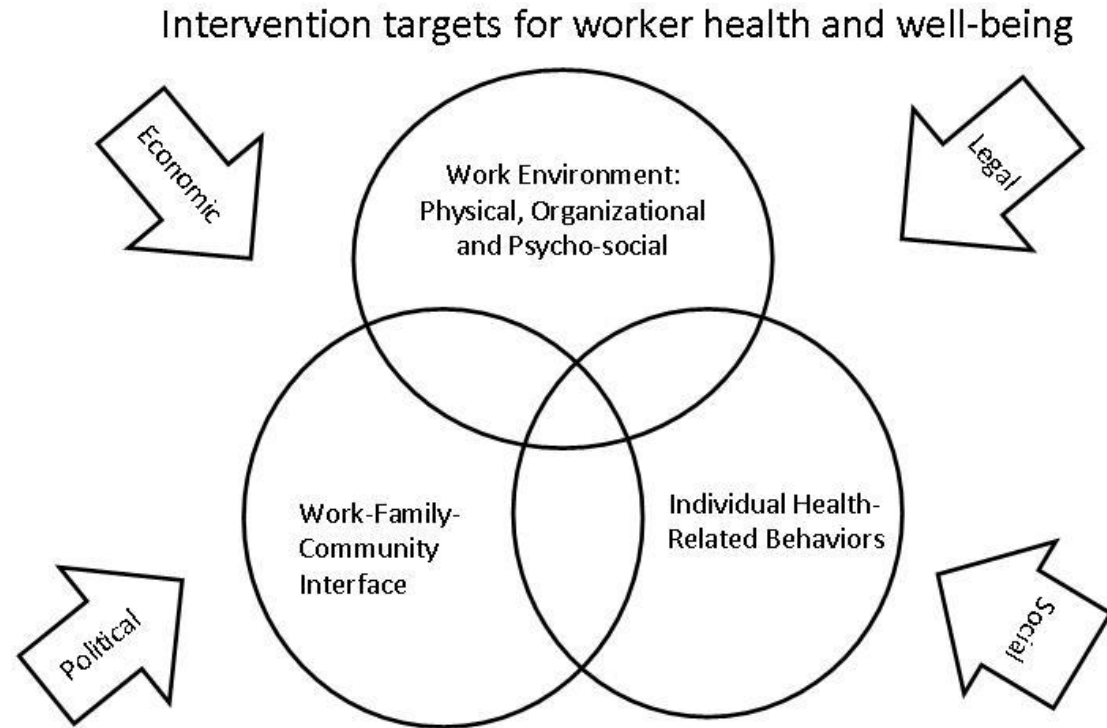 Intervention targets for worker health and well-being
Economic
Legal
Work Environment:
Physical, Organizational
and Psycho-social
Work-Family-
Community
Interface
Individual Health-
Related Behaviors
Political
Social